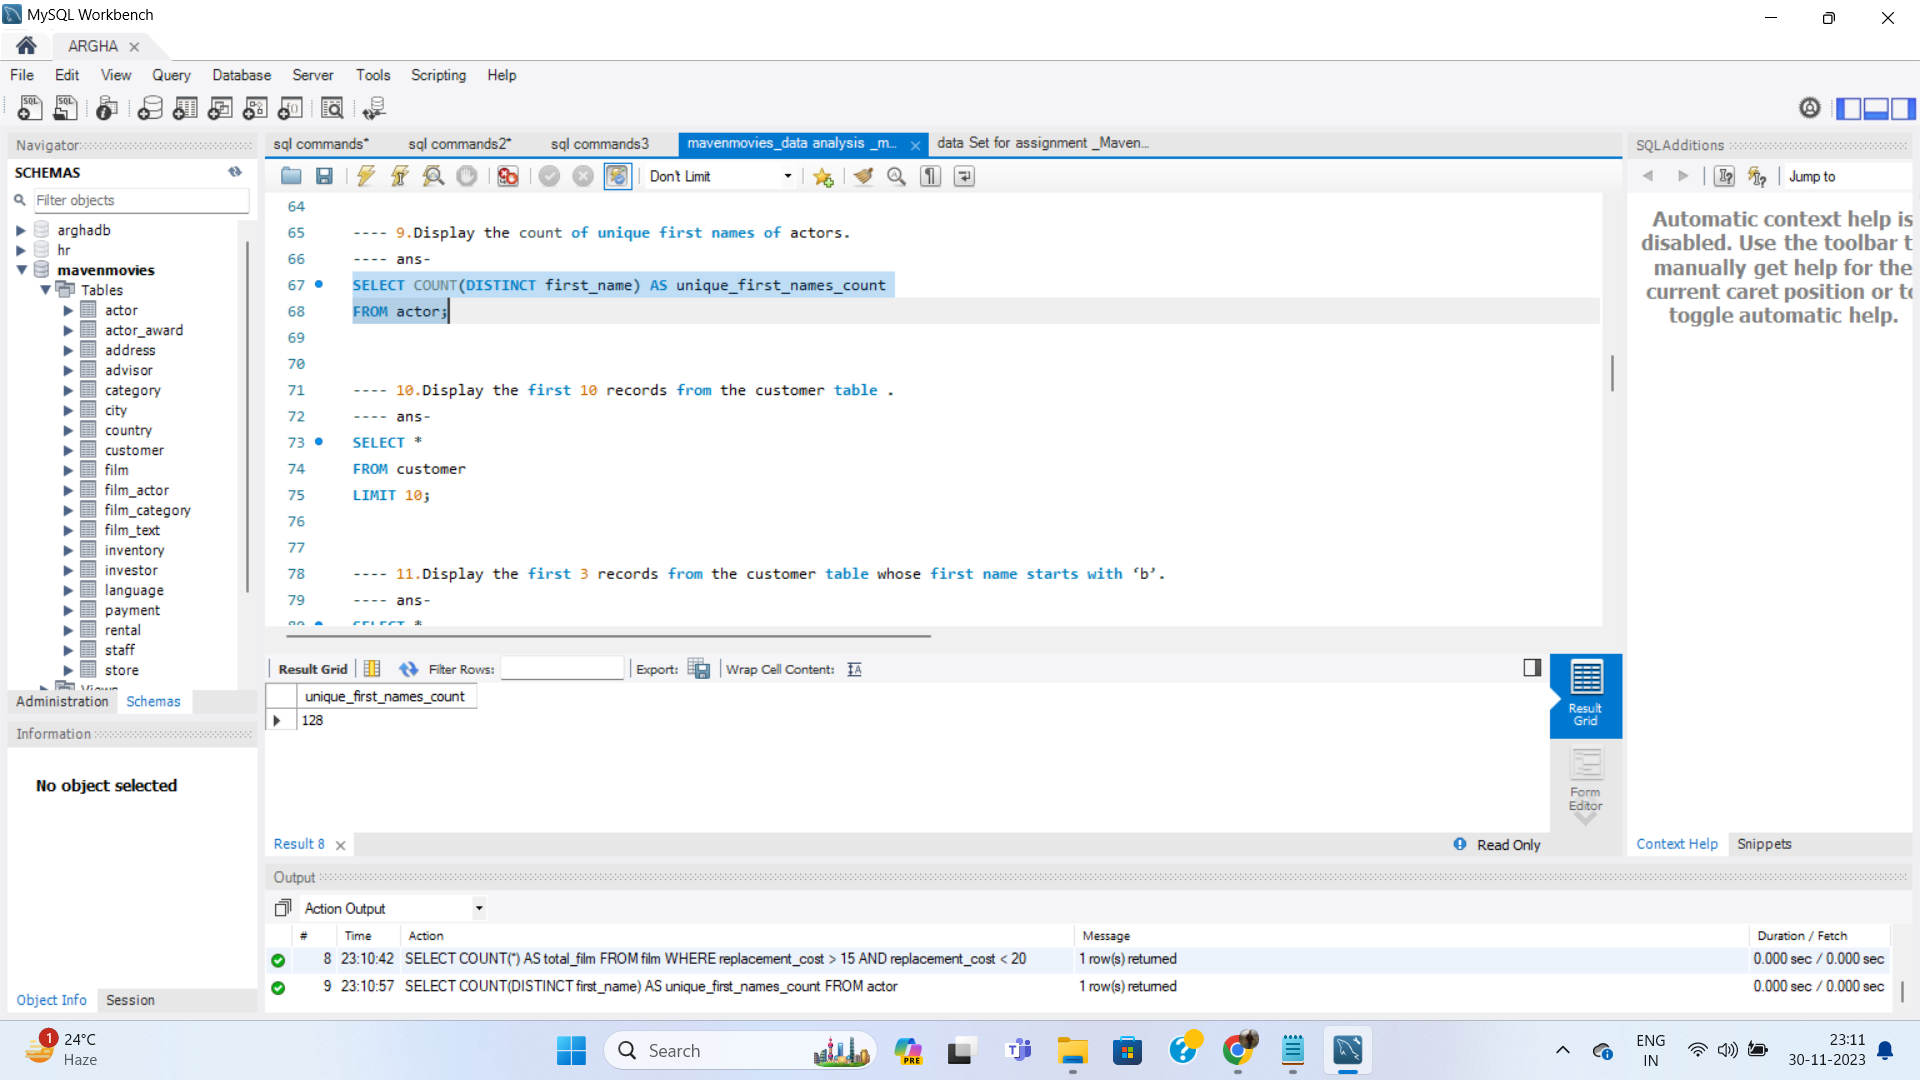 MySQL Workbench
ARGHA
File Edit View Query Database Server Tools Scripting Help
Navigator
SCHEMAS
Filter objects
arghadb
hr
mavenmovies
Tables
actor
actor_award
address
advisor
category
city
country
customer
film
film_actor
film_category
film_text
inventory
investor
language
payment
rental
staff
store
Views
Administration Schemas
Information
No object selected
Object Info Session
sql commands* sql commands2* sql commands3 mavenmovies_data analysis _m... data Set for assignment _Maven...
Don't Limit
64
65 ---- 9.Display the count of unique first names of actors.
66 ---- ans-
67 SELECT COUNT(DISTINCT first_name) AS unique_first_names_count
68 FROM actor;
69
70
71 ---- 10.Display the first 10 records from the customer table .
72 ---- ans-
73 SELECT *
74 FROM customer
75 LIMIT 10;
76
77
78 ---- 11.Display the first 3 records from the customer table whose first name starts with ‘b’.
79 ---- ans-
80 SELECT *
Result Grid Filter Rows: Export: Wrap Cell Content:
unique_first_names_count
128
Result Grid
Form Editor
Result 8 Read Only
Output
Action Output
# Time Action Message Duration / Fetch
8 23:10:42 SELECT COUNT(*) AS total_film FROM film WHERE replacement_cost > 15 AND replacement_cost < 20 1 row(s) returned 0.000 sec / 0.000 sec
9 23:10:57 SELECT COUNT(DISTINCT first_name) AS unique_first_names_count FROM actor 1 row(s) returned 0.000 sec / 0.000 sec
SQLAdditions
Jump to
Automatic context help is
disabled. Use the toolbar t
manually get help for the
current caret position or to
toggle automatic help.
Context Help Snippets
1
24°C
Haze
Search
PRE
ENG
IN
23:11
30-11-2023